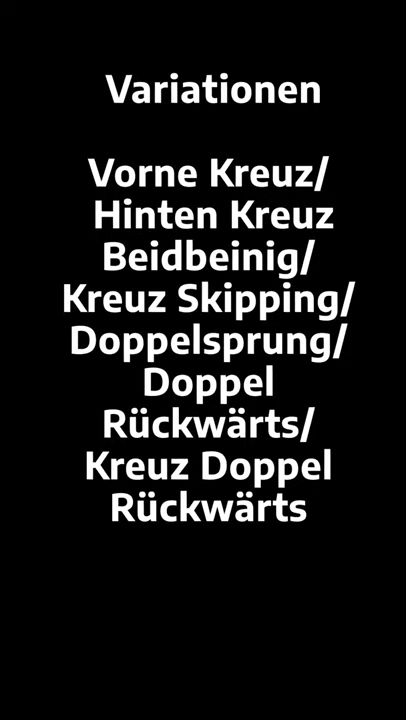 Variationen
Vorne Kreuz/
Hinten Kreuz
Beidbeinig/
Kreuz Skipping/
Doppelsprung/
Doppel
Rückwärts/
Kreuz Doppel
Rückwärts